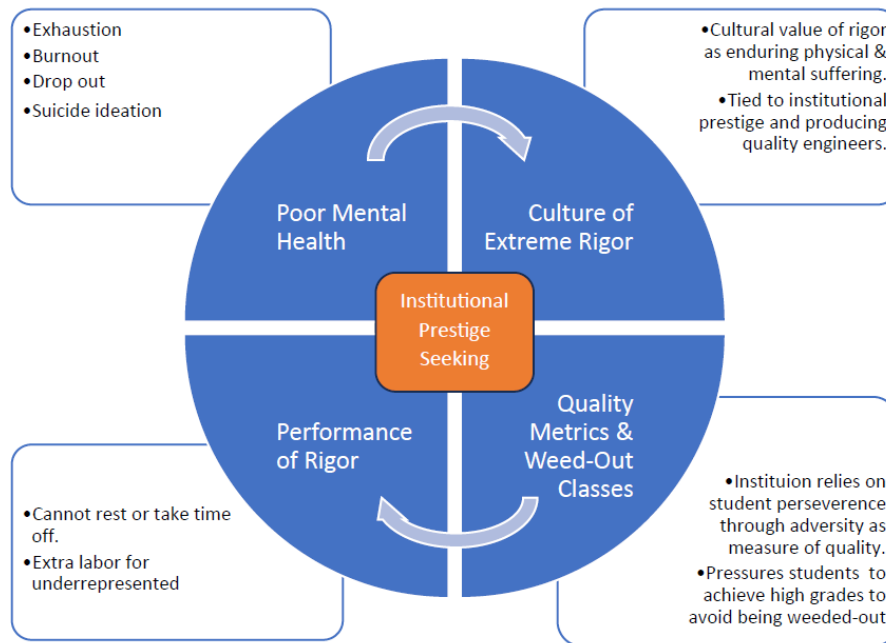 •Exhaustion
•Burnout
•Drop out
•Suicide ideation
•Cultural value of rigor
as enduring physical &
mental suffering.
•Tied to institutional
prestige and producing
quality engineers.
Poor Mental
Health
Culture of
Extreme Rigor
Institutional
Prestige
Seeking
Performance
of Rigor
Quality
Metrics &
Weed-Out
Classes
•Cannot rest or take time
off.
•Extra labor for
underrepresented
•Instituion relies on
student perseverence
through adversity as
measure of quality.
•Pressures students to
achieve high grades to
avoid being weeded-out